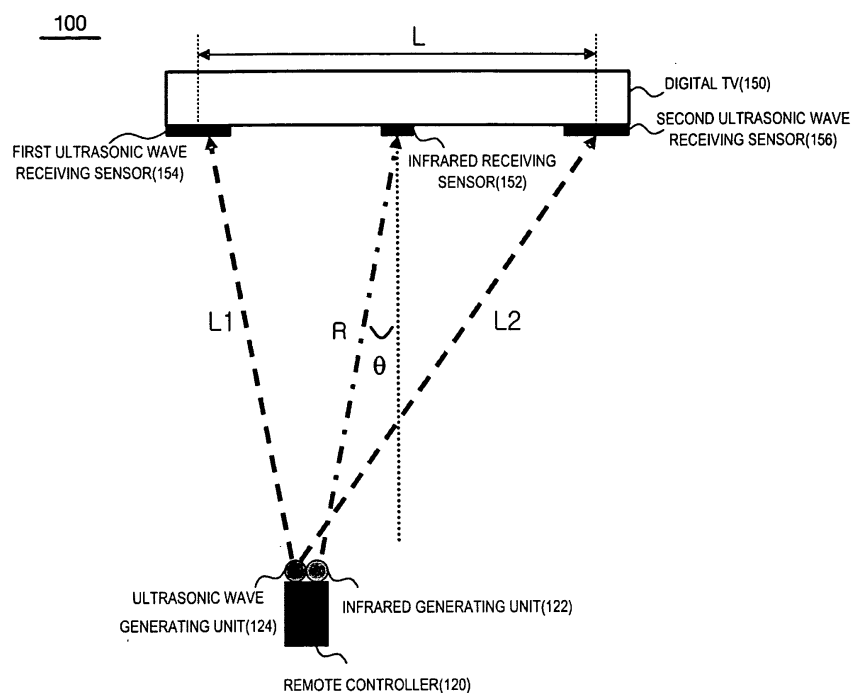 100
L
DIGITAL TV(150)
SECOND ULTRASONIC WAVE
RECEIVING SENSOR(156)
FIRST ULTRASONIC WAVE
RECEIVING SENSOR(154)
INFRARED RECEIVING
SENSOR(152)
L1
R
θ
L2
ULTRASONIC WAVE
GENERATING UNIT(124)
INFRARED GENERATING UNIT(122)
REMOTE CONTROLLER(120)